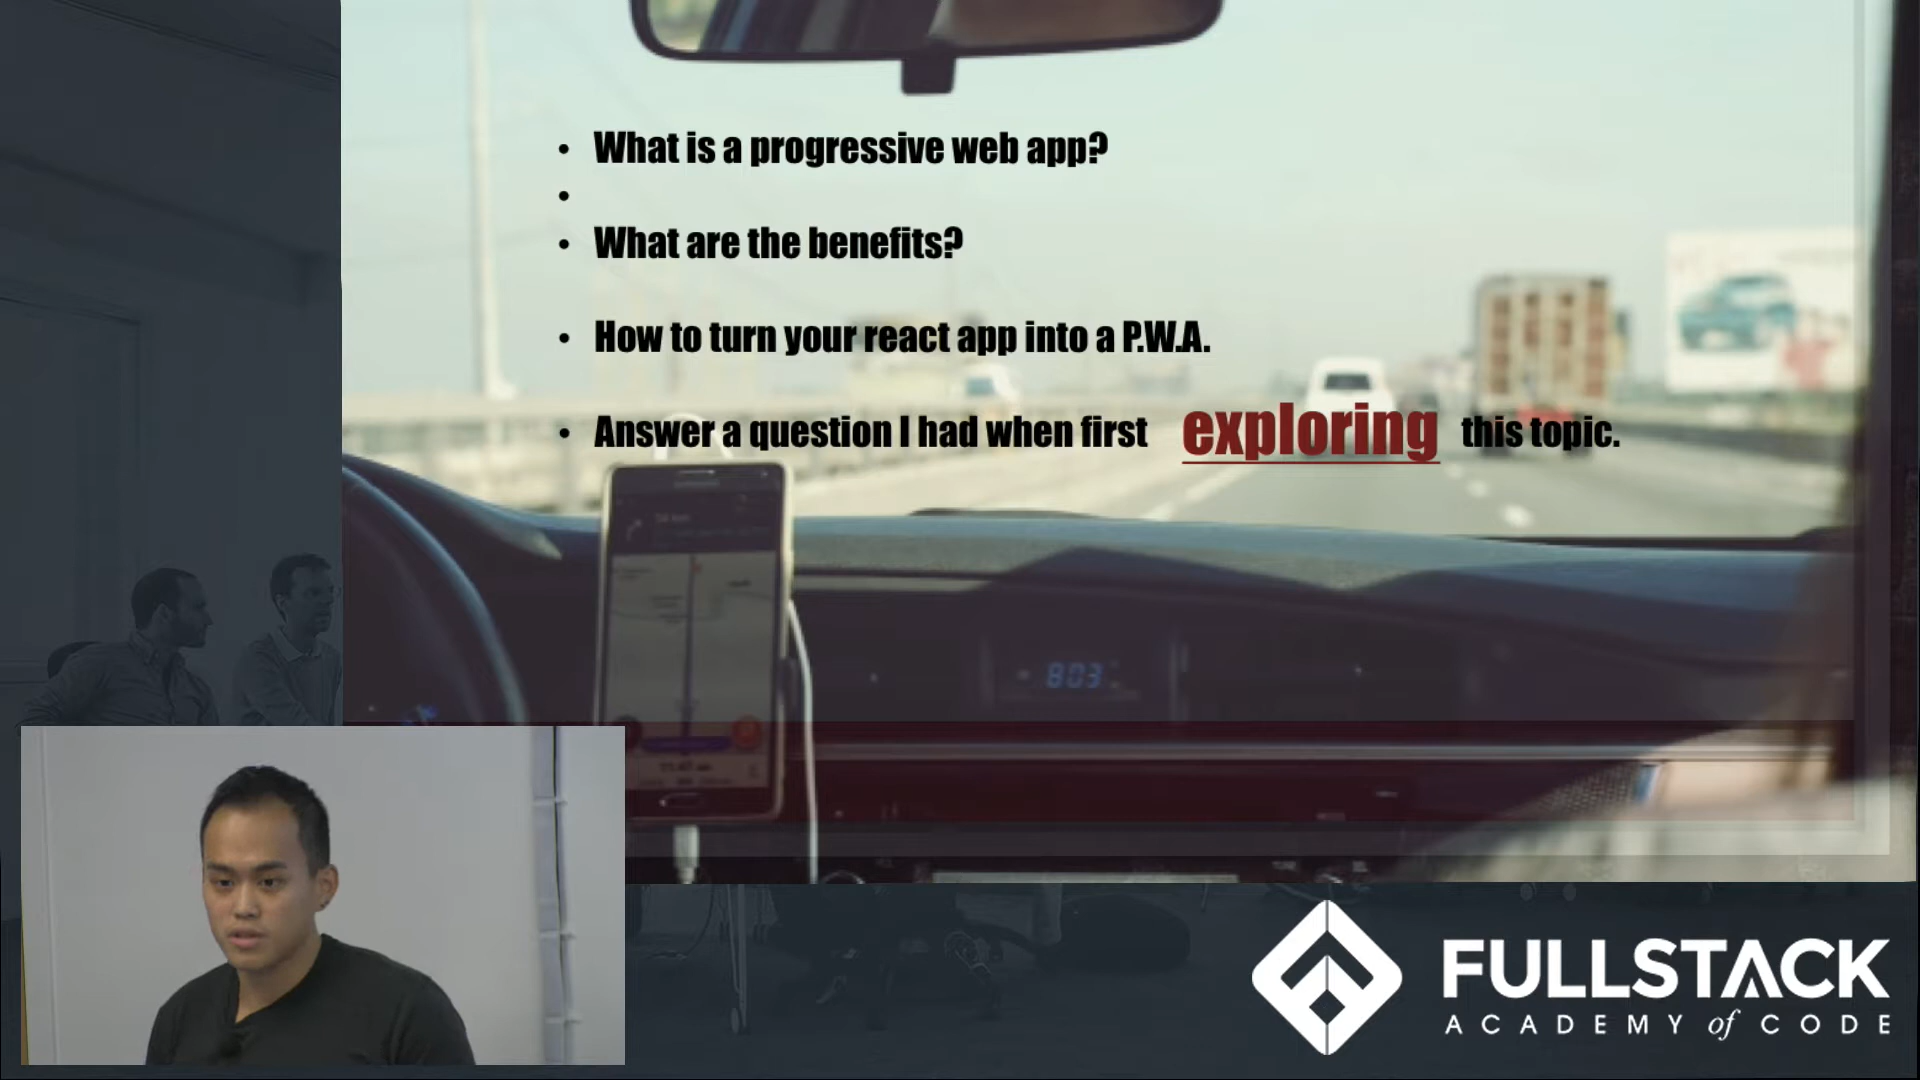 • What is a progressive web app?
•
• What are the benefits?
• How to turn your react app into a P.W.A.
• Answer a question I had when first exploring this topic.
803
FULLSTACK
ACADEMY of CODE